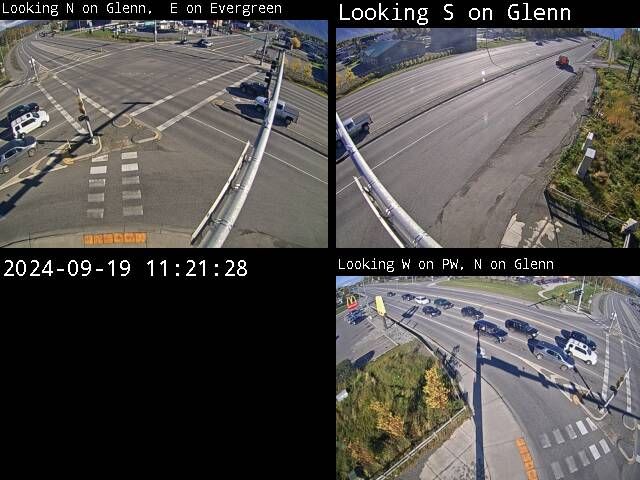 Looking N on Glenn,  E on Evergreen
Looking S on Glenn
2024-09-19 11:21:28
Looking W on PW, N on Glenn